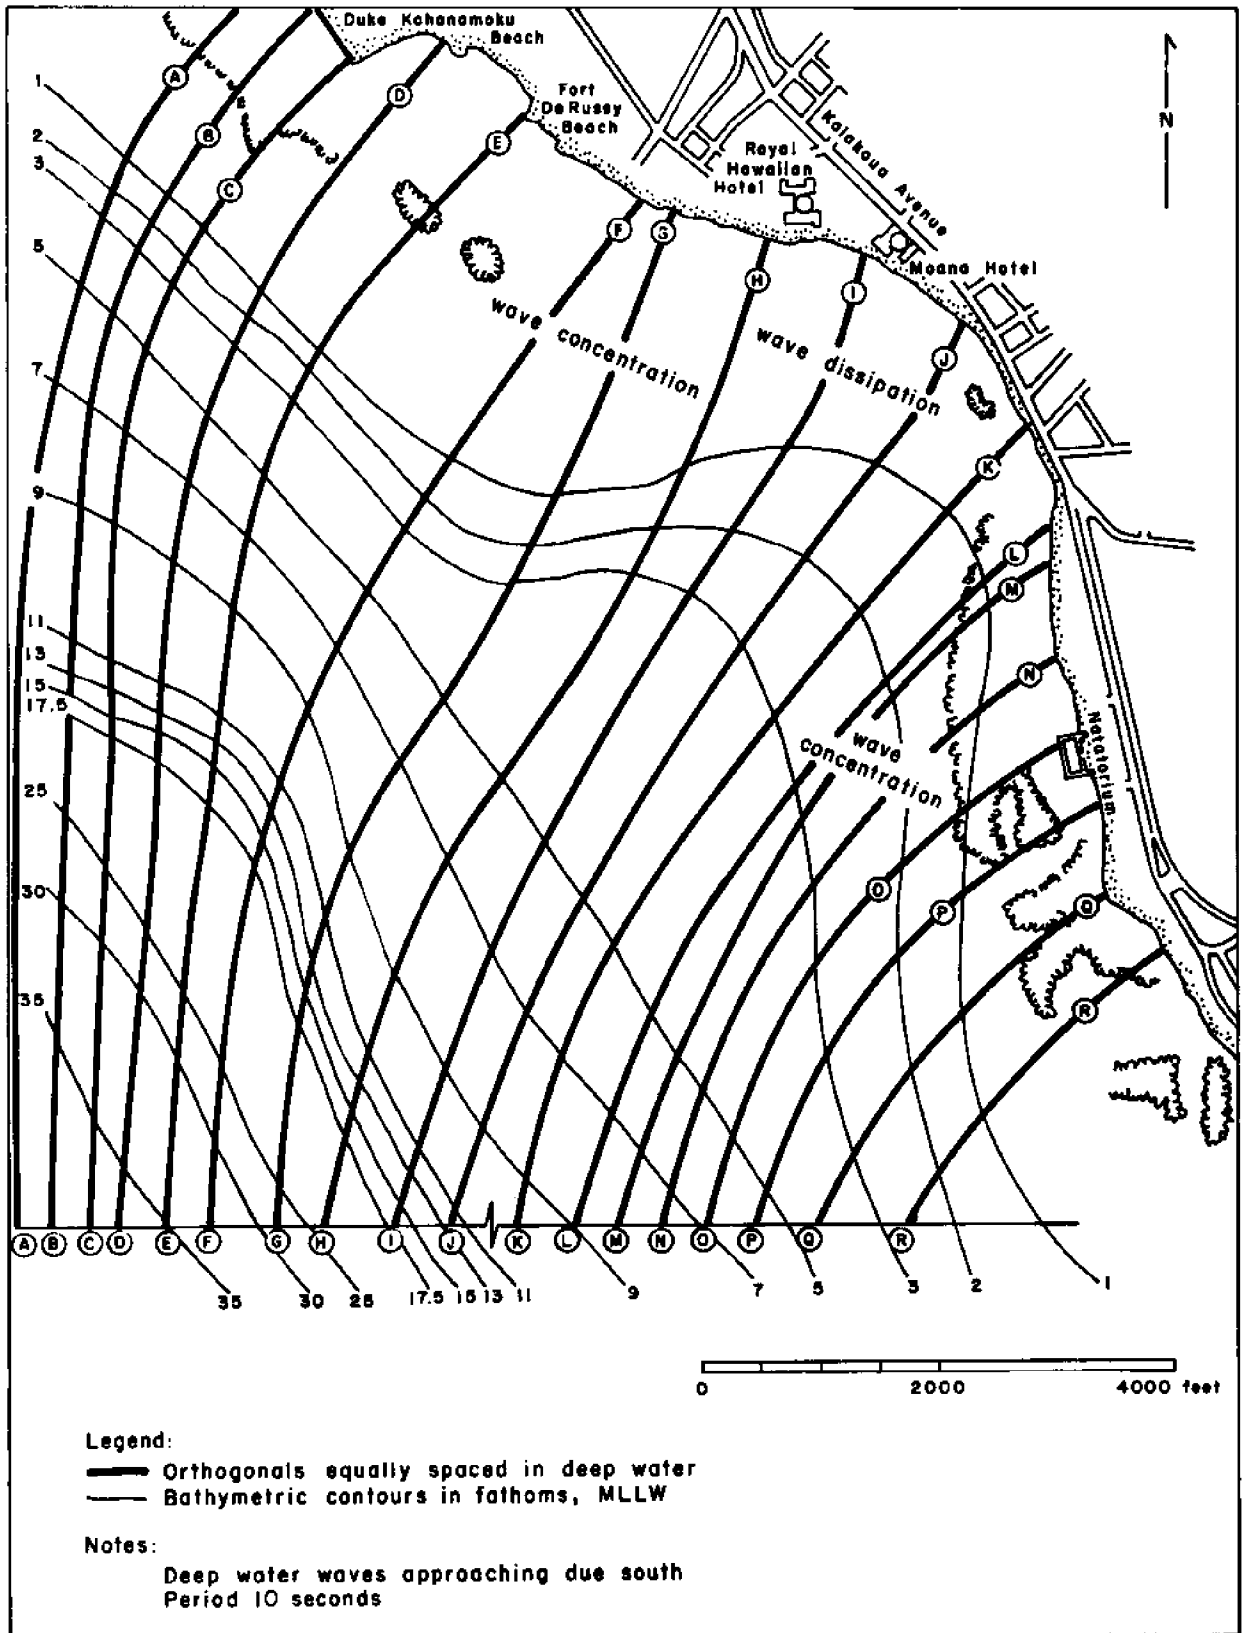 Duke Kahanamoku
Beach
Fort
DeRussy
Beach
Royal
Hawaiian
Hotel
Kalakaua Avenue
Moana Hotel
N
A
B
C
D
E
F
G
H
I
J
K
L
M
N
O
P
Q
R
1
2
3
5
7
9
11
13
15
17.5
25
30
35
wave concentration
wave dissipation
wave
concentration
Natatorium
A B C D E F G H I J K L M N O P Q R
35 30 25 17.5 15 13 11 9 7 5 3 2 1
0 2000 4000 feet
Legend:
Orthogonals equally spaced in deep water
Bathymetric contours in fathoms, MLLW
Notes:
Deep water waves approaching due south
Period 10 seconds